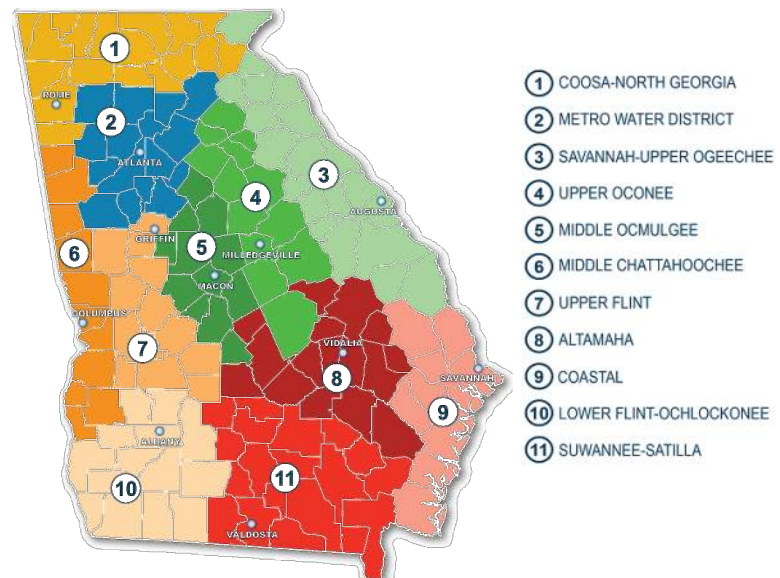 1
ROME
2
ATLANTA
3
AUGUSTA
4
GRIFFIN
5
MILLEDGEVILLE
6
MACON
COLUMBUS
7
VIDALIA
8
SAVANNAH
9
ALBANY
10
11
VALDOSTA
1 COOSA-NORTH GEORGIA
2 METRO WATER DISTRICT
3 SAVANNAH-UPPER OGEECHEE
4 UPPER OCONEE
5 MIDDLE OCMULGEE
6 MIDDLE CHATTAHOOCHEE
7 UPPER FLINT
8 ALTAMAHA
9 COASTAL
10 LOWER FLINT-OCHLOCKONEE
11 SUWANNEE-SATILLA